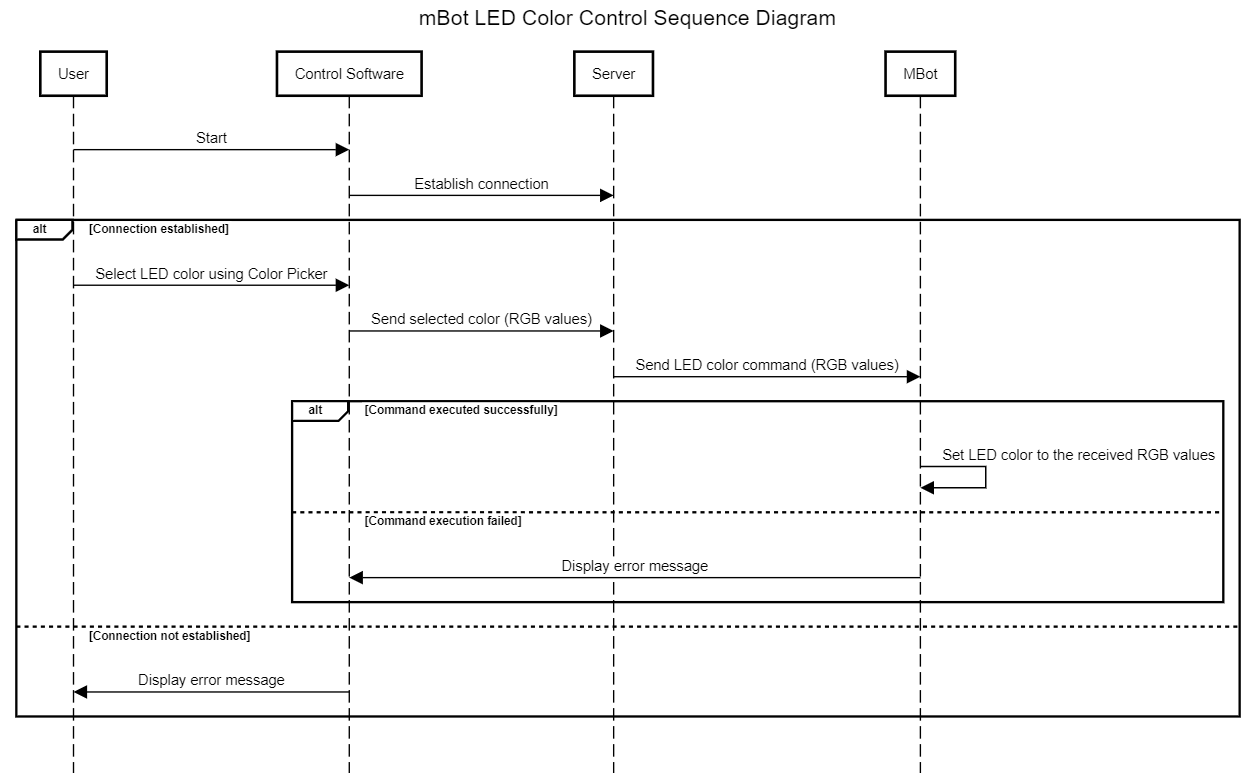 mBot LED Color Control Sequence Diagram
User
Control Software
Server
MBot
Start
Establish connection
alt
[Connection established]
Select LED color using Color Picker
Send selected color (RGB values)
Send LED color command (RGB values)
alt
[Command executed successfully]
Set LED color to the received RGB values
[Command execution failed]
Display error message
[Connection not established]
Display error message